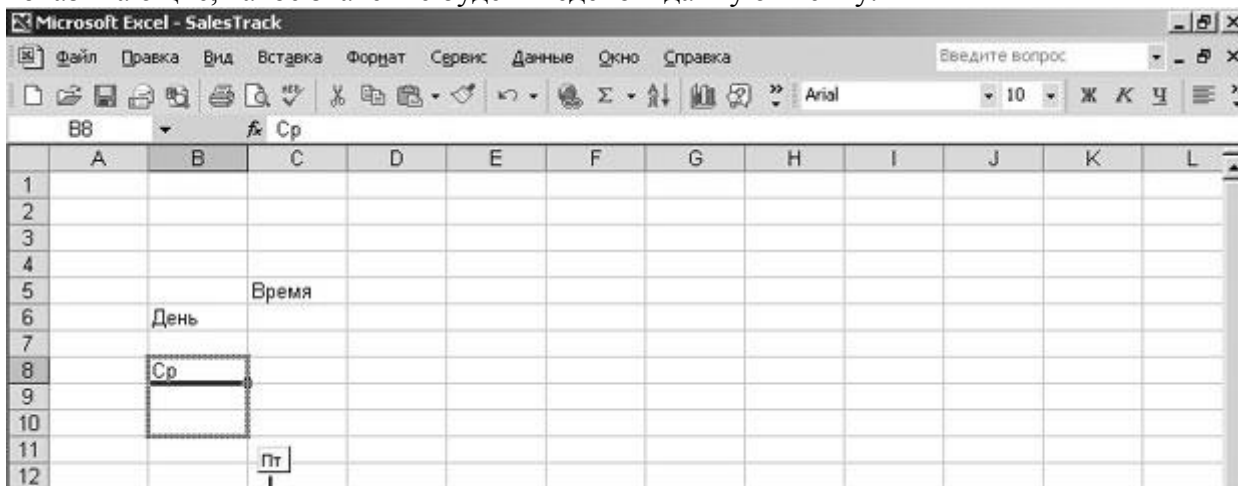 Microsoft Excel - SalesTrack
Файл Правка Вид Вставка Формат Сервис Данные Окно Справка Введите вопрос
Arial 10 Ж К Ч
B8 fx Ср
A B C D E F G H I J K L
1
2
3
4
5 Время
6 День
7
8 Ср
9
10
11 Пт
12